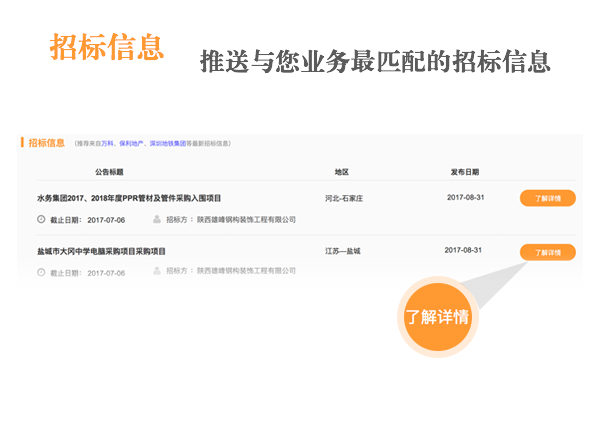 招标信息
推送与您业务最匹配的招标信息
招标信息 (推荐来自万科、保利地产、深圳地铁集团等最新招标信息)
公告标题 地区 发布日期
水务集团2017、2018年度PPR管材及管件采购入围项目 河北-石家庄 2017-08-31 了解详情
截止日期: 2017-07-06 招标方: 陕西雄峰钢构装饰工程有限公司
盐城市大冈中学电脑采购项目采购项目 江苏—盐城 2017-08-31 了解详情
截止日期: 2017-07-06 招标方: 陕西雄峰钢构装饰工程有限公司
了解详情